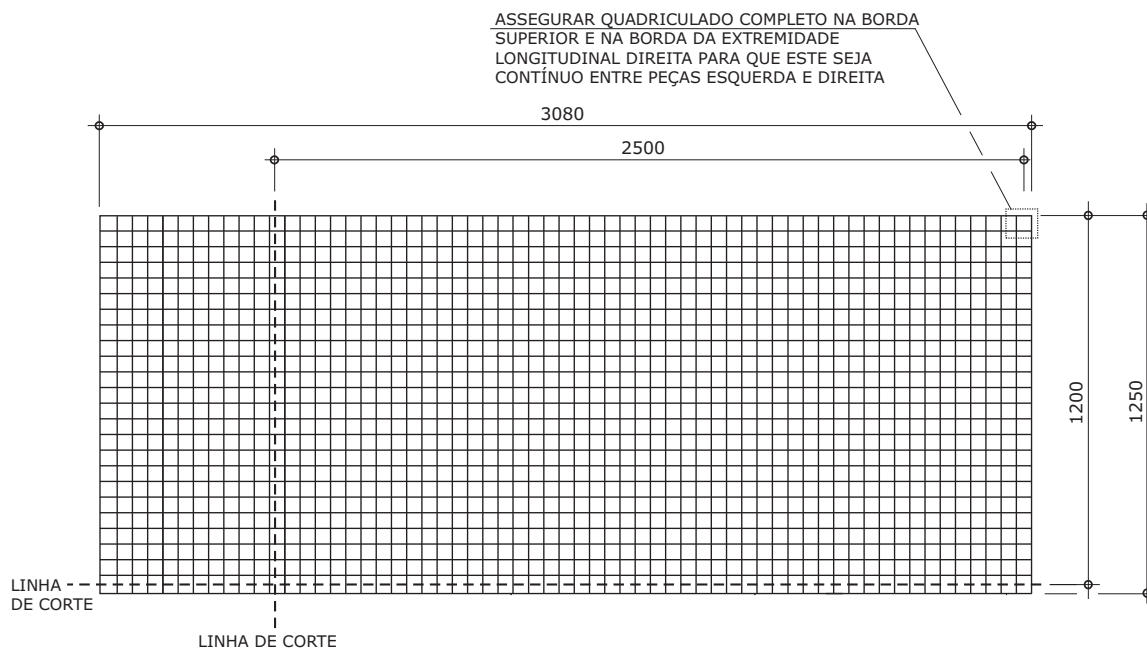 ASSEGURAR QUADRICULADO COMPLETO NA BORDA
SUPERIOR E NA BORDA DA EXTREMIDADE
LONGITUDINAL DIREITA PARA QUE ESTE SEJA
CONTÍNUO ENTRE PEÇAS ESQUERDA E DIREITA
3080
2500
1200
1250
LINHA
DE CORTE
LINHA DE CORTE